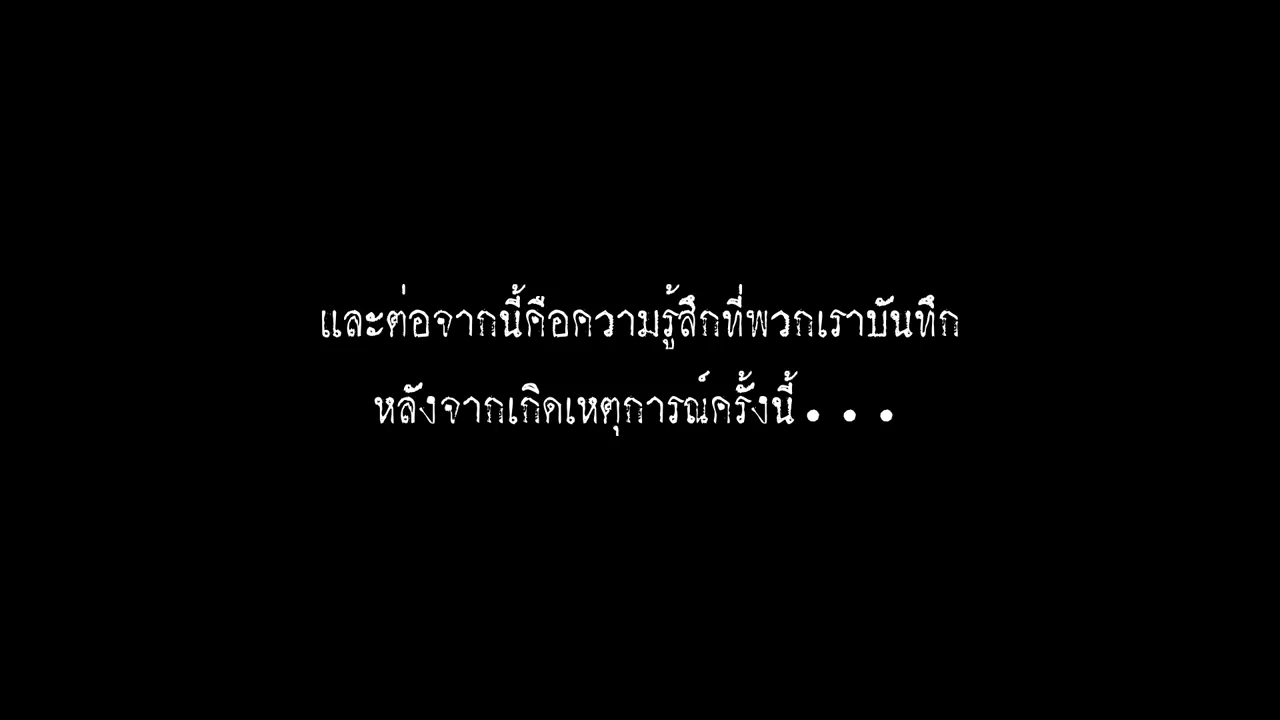 และต่อจากนี้คือความรู้สึกที่พวกเราบันทึก
หลังจากเกิดเหตุการณ์ครั้งนี้...